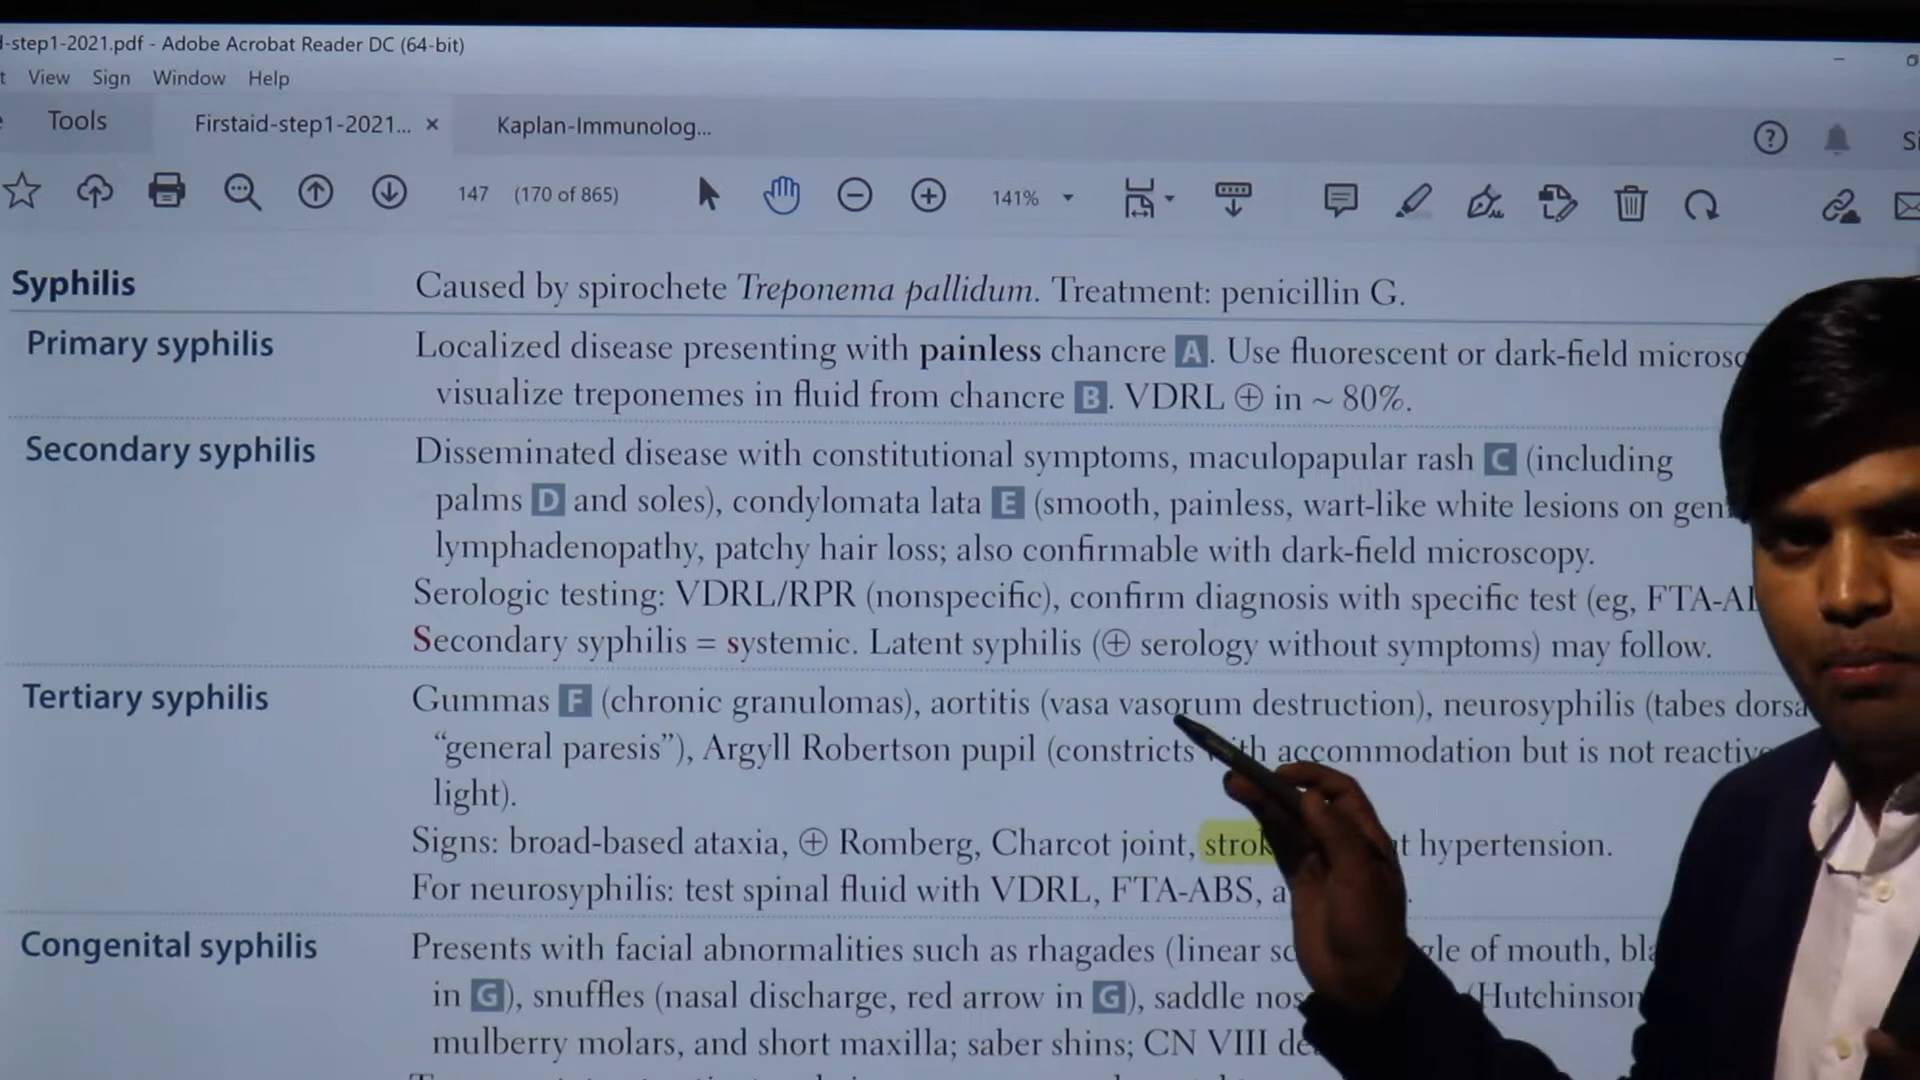 -step1-2021.pdf - Adobe Acrobat Reader DC (64-bit)
View Sign Window Help
Tools Firstaid-step1-2021... × Kaplan-Immunolog...
147 (170 of 865) 141%
Syphilis Caused by spirochete Treponema pallidum. Treatment: penicillin G.
Primary syphilis Localized disease presenting with painless chancre A. Use fluorescent or dark-field
visualize treponemes in fluid from chancre B. VDRL ⊕ in ~ 80%.
Secondary syphilis Disseminated disease with constitutional symptoms, maculopapular rash C (including
palms D and soles), condylomata lata E (smooth, painless, wart-like white lesions on
lymphadenopathy, patchy hair loss; also confirmable with dark-field microscopy.
Serologic testing: VDRL/RPR (nonspecific), confirm diagnosis with specific test (eg,
Secondary syphilis = systemic. Latent syphilis (⊕ serology without symptoms) may follow.
Tertiary syphilis Gummas F (chronic granulomas), aortitis (vasa vasorum destruction), neurosyphilis (tabes
“general paresis”), Argyll Robertson pupil (constricts accommodation but is not
light).
Signs: broad-based ataxia, ⊕ Romberg, Charcot joint, hypertension.
For neurosyphilis: test spinal fluid with VDRL, FTA-ABS,
Congenital syphilis Presents with facial abnormalities such as rhagades (linear of mouth,
in G), snuffles (nasal discharge, red arrow in G), saddle
mulberry molars, and short maxilla; saber shins; CN VIII